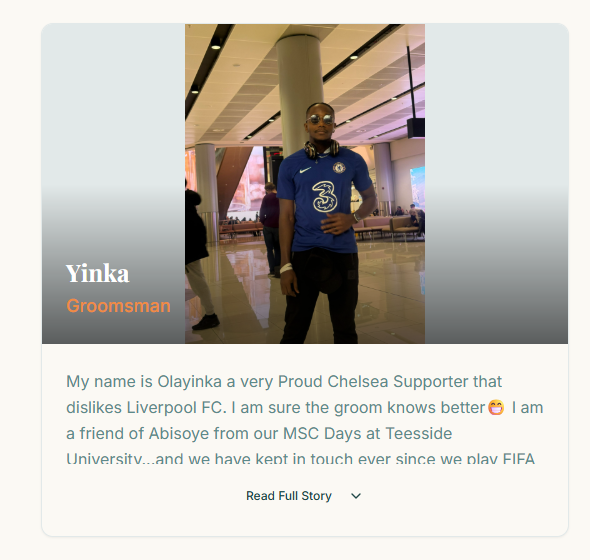 3
Yinka
Groomsman
My name is Olayinka a very Proud Chelsea Supporter that
dislikes Liverpool FC. I am sure the groom knows better😁 I am
a friend of Abisoye from our MSC Days at Teesside
University...and we have kept in touch ever since we play FIFA
Read Full Story